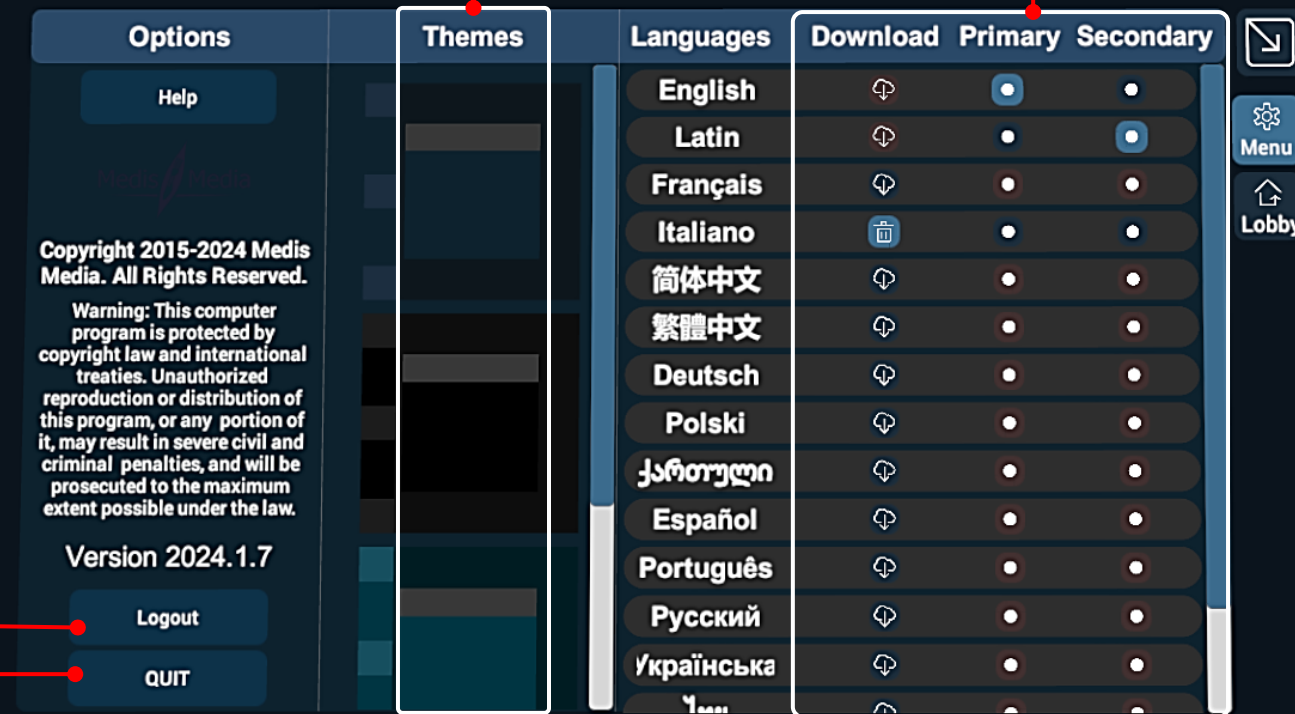 Options
Themes
Languages
Download
Primary
Secondary
Help
Copyright 2015-2024 Medis
Media. All Rights Reserved.
Warning: This computer
program is protected by
copyright law and international
treaties. Unauthorized
reproduction or distribution of
this program, or any portion of
it, may result in severe civil and
criminal penalties, and will be
prosecuted to the maximum
extent possible under the law.
Version 2024.1.7
Logout
QUIT
English
Latin
Français
Italiano
简体中文
繁體中文
Deutsch
Polski
ქართული
Español
Português
Русский
Українська
Menu
Lobby